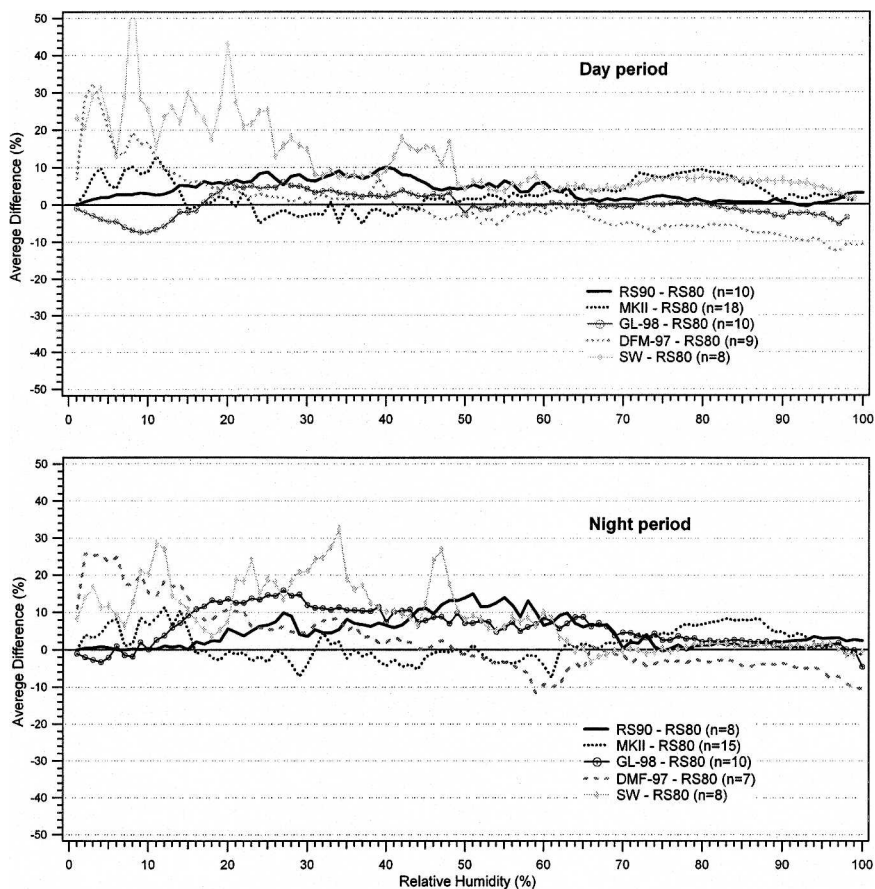 50
40
30
20
10
0
-10
-20
-30
-40
-50
Averege Difference (%)
Day period
RS90 - RS80 (n=10)
MKII - RS80 (n=18)
GL-98 - RS80 (n=10)
DFM-97 - RS80 (n=9)
SW - RS80 (n=8)
0 10 20 30 40 50 60 70 80 90 100
50
40
30
20
10
0
-10
-20
-30
-40
-50
Averege Difference (%)
Night period
RS90 - RS80 (n=8)
MKII - RS80 (n=15)
GL-98 - RS80 (n=10)
DMF-97 - RS80 (n=7)
SW - RS80 (n=8)
0 10 20 30 40 50 60 70 80 90 100
Relative Humidity (%)